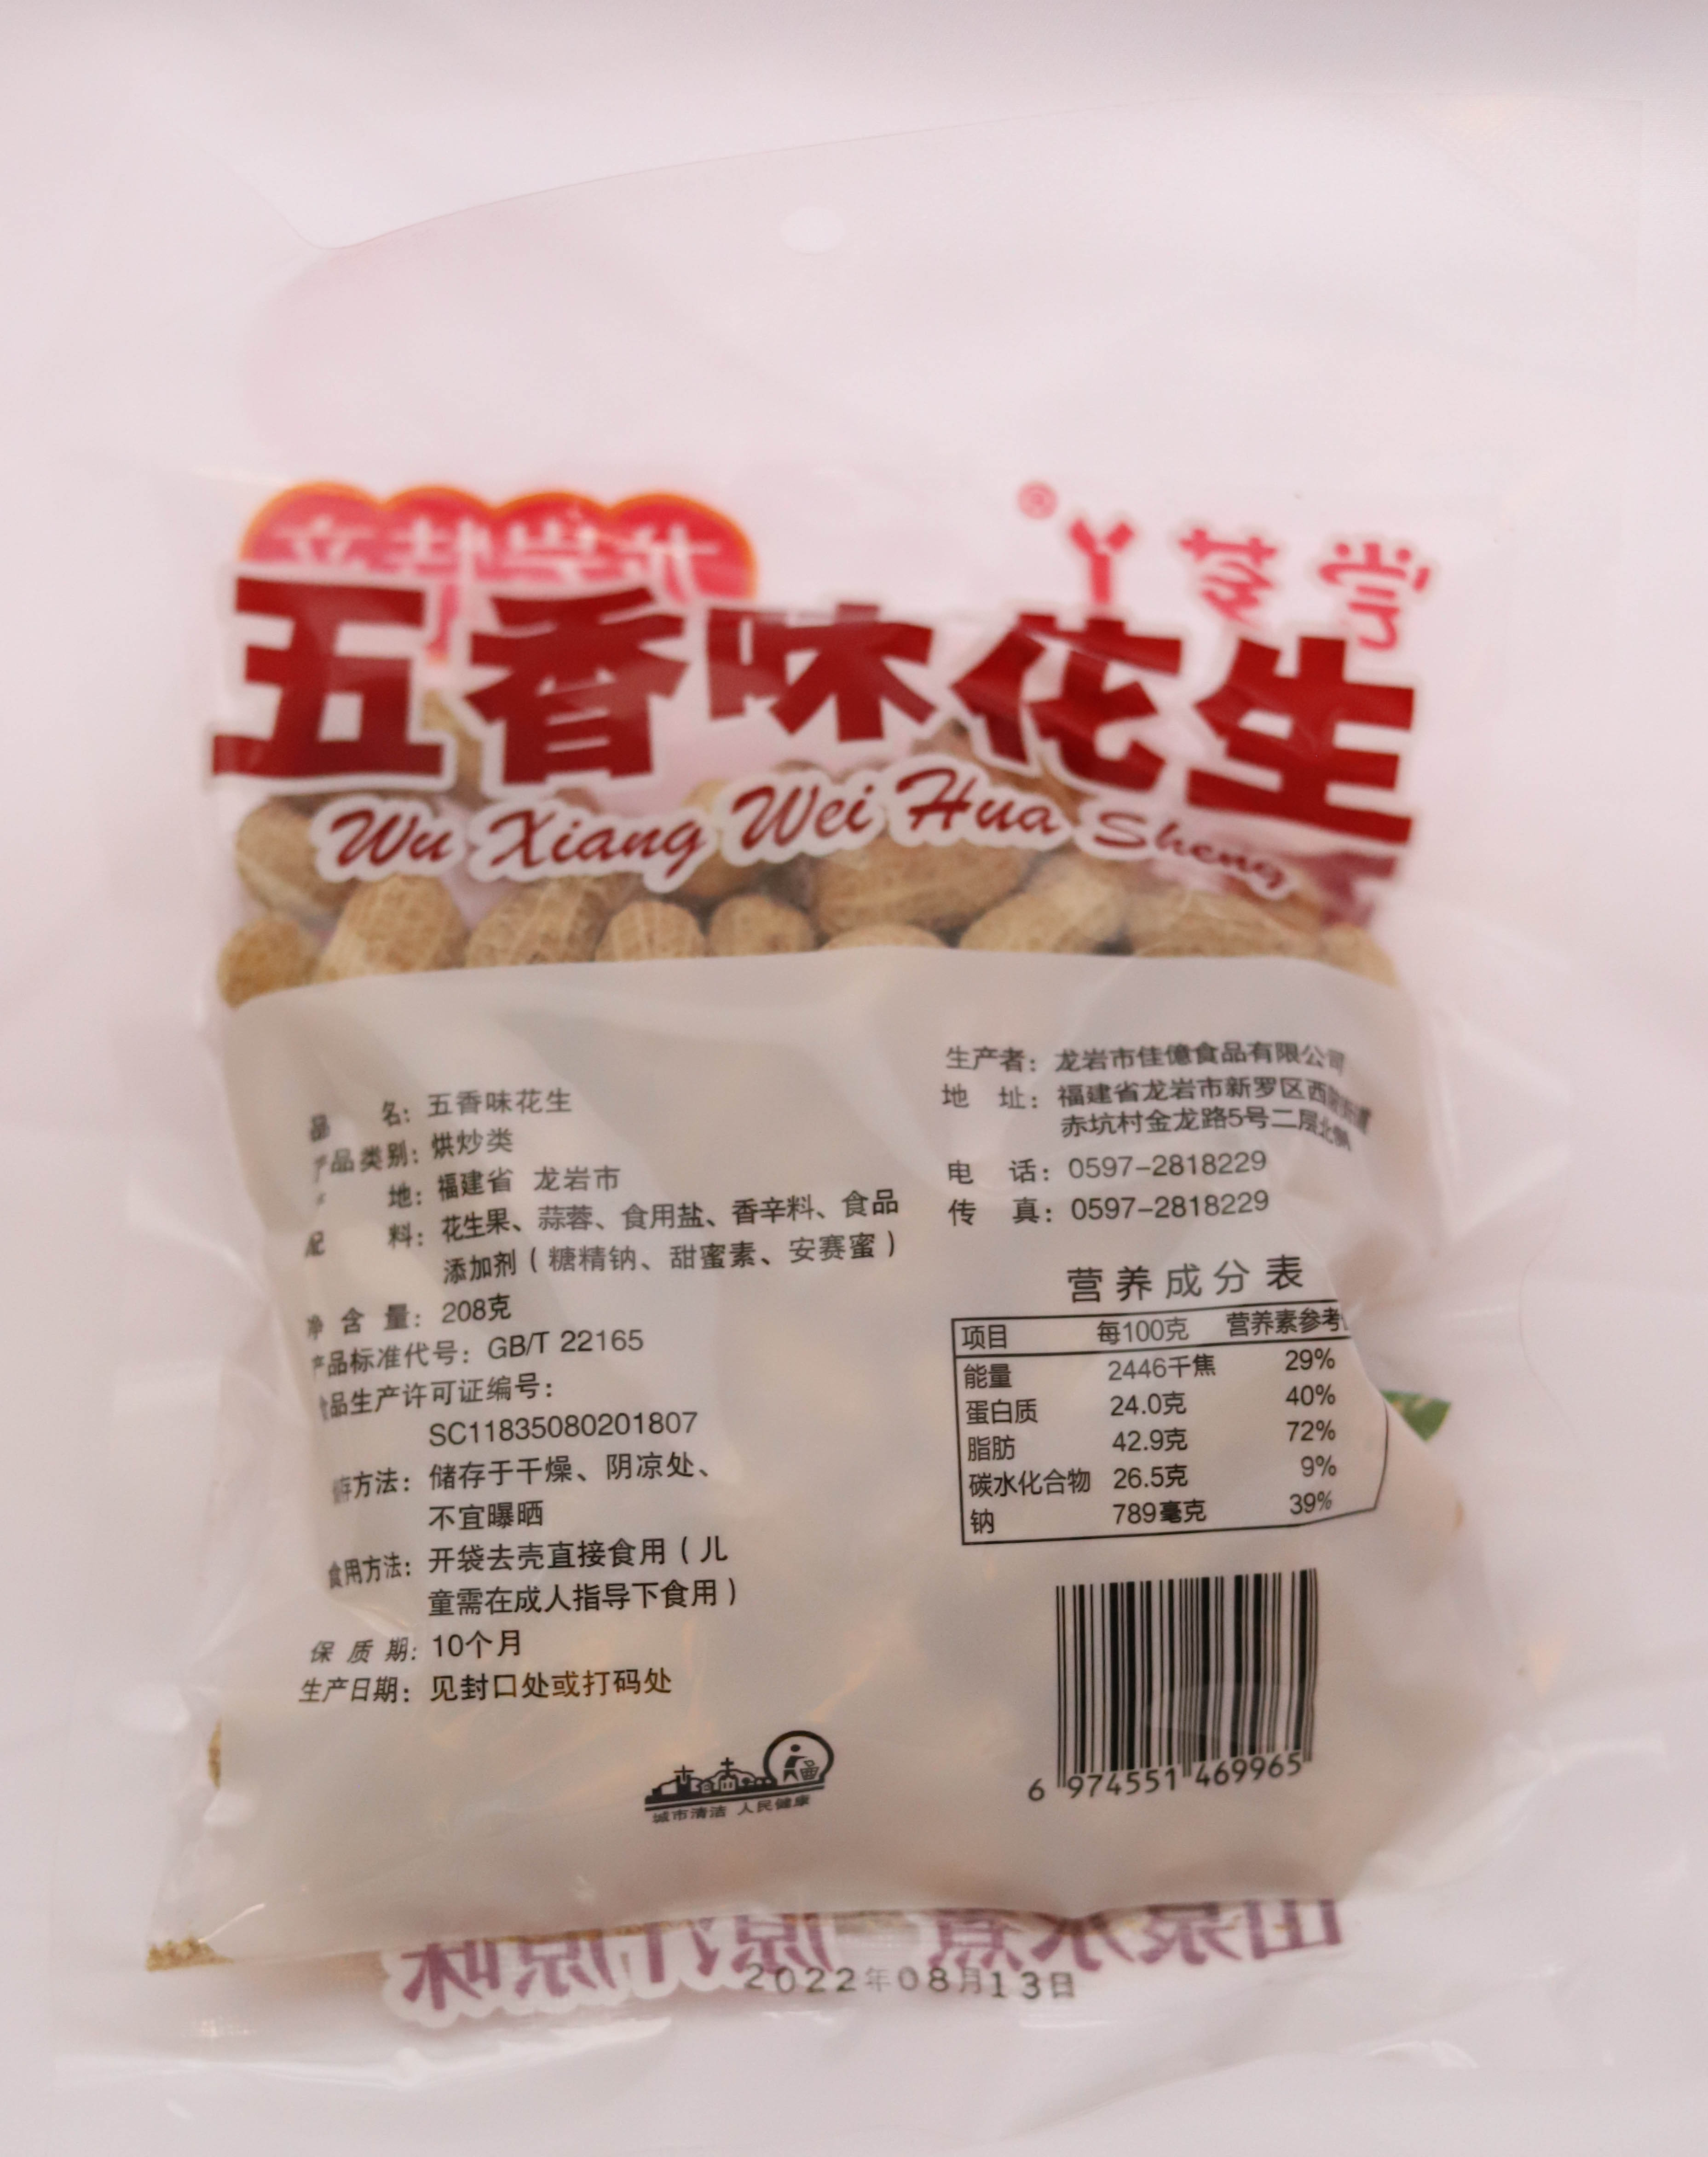 五香味花生
Wu Xiang Wei Hua Sheng
品 名：五香味花生
产品类别：烘炒类
地：福建省 龙岩市
配 料：花生果、蒜蓉、食用盐、香辛料、食品
添加剂（糖精钠、甜蜜素、安赛蜜）
净 含 量：208克
产品标准代号：GB/T 22165
食品生产许可证编号：
SC11835080201807
存方法：储存于干燥、阴凉处、
不宜曝晒
食用方法：开袋去壳直接食用（儿
童需在成人指导下食用）
保 质 期：10个月
生产日期：见封口处或打码处
城市清洁 人民健康
生产者：龙岩市佳億食品有限公司
地 址：福建省龙岩市新罗区西
赤坑村金龙路5号二层北
电 话：0597-2818229
传 真：0597-2818229
营养成分表
项目 每100克 营养素参考
能量 2446千焦 29%
蛋白质 24.0克 40%
脂肪 42.9克 72%
碳水化合物 26.5克 9%
钠 789毫克 39%
6 974551 469965
山泉水煮 原汁原味
2022年08月13日